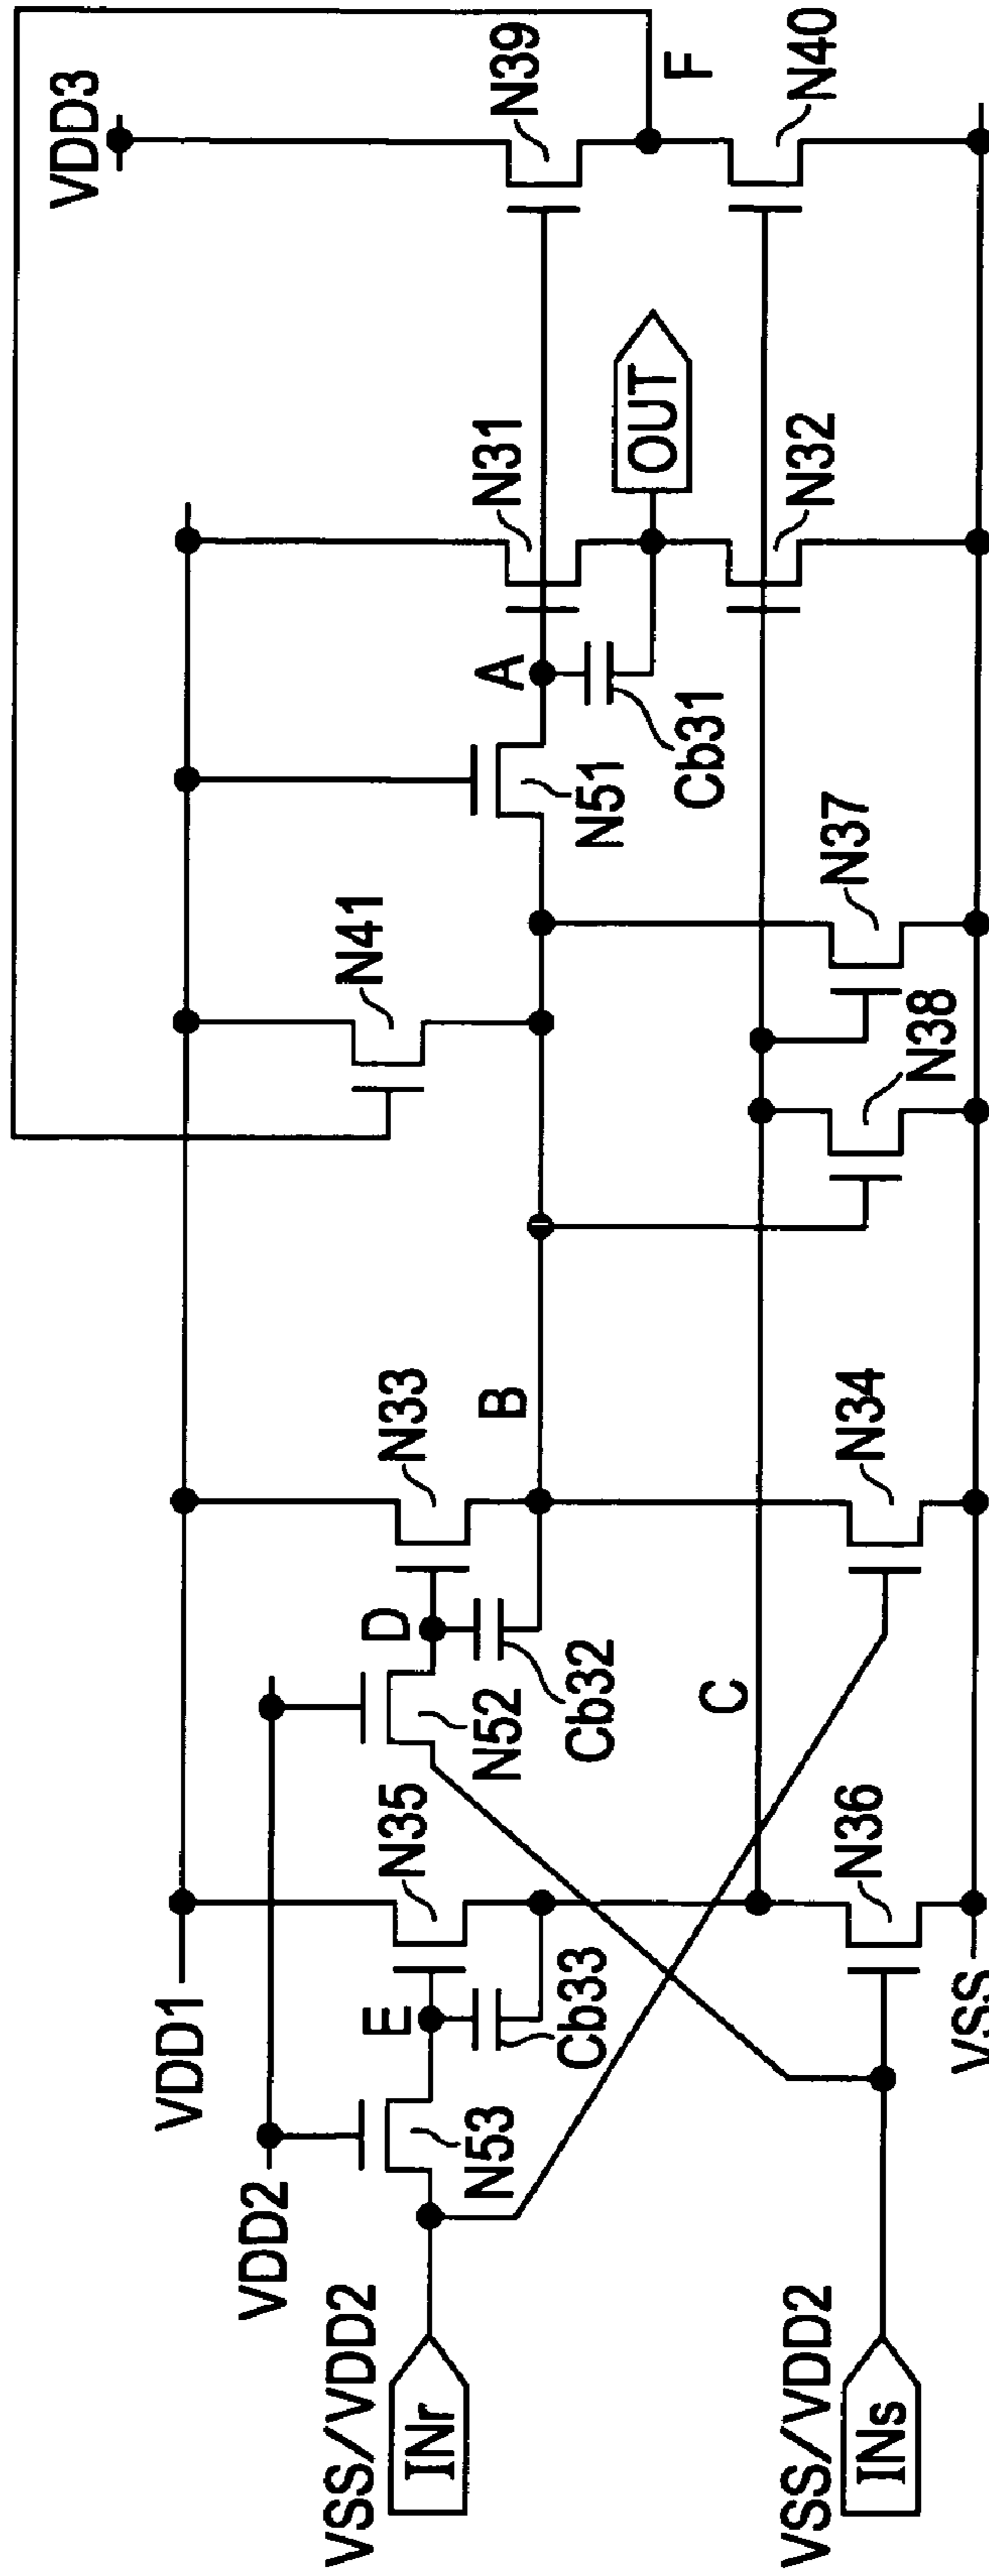 VSS/VDD2
INr
VSS/VDD2
INs
VDD2
VDD1
VSS
N53
E
Cb33
N35
N36
N52
D
Cb32
N33
B
C
N34
N41
N38
N37
N51
A
Cb31
N31
OUT
N32
VDD3
N39
F
N40